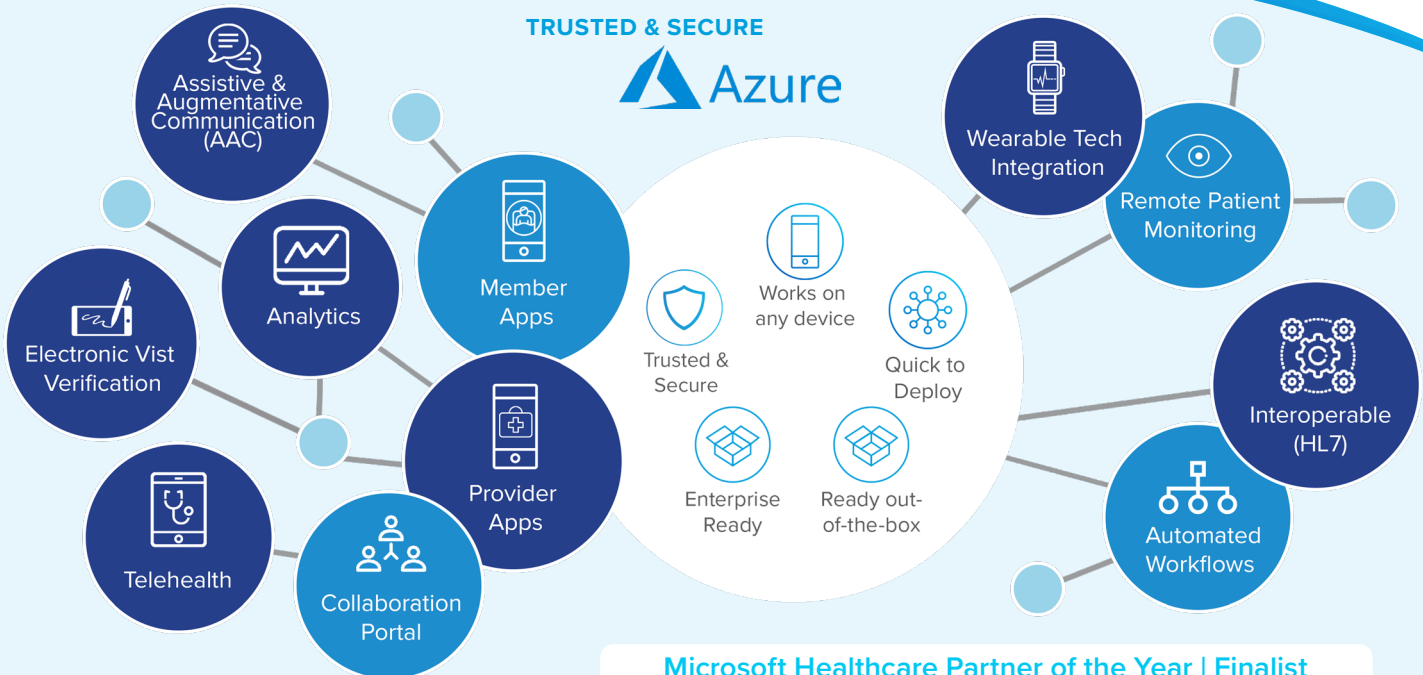 TRUSTED & SECURE
Azure
Assistive &
Augmentative
Communication
(AAC)
Wearable Tech
Integration
Remote Patient
Monitoring
Member
Apps
Analytics
Electronic Vist
Verification
Works on
any device
Trusted &
Secure
Quick to
Deploy
Interoperable
(HL7)
Provider
Apps
Enterprise
Ready
Ready out-
of-the-box
Automated
Workflows
Telehealth
Collaboration
Portal
Microsoft Healthcare Partner of the Year | Finalist